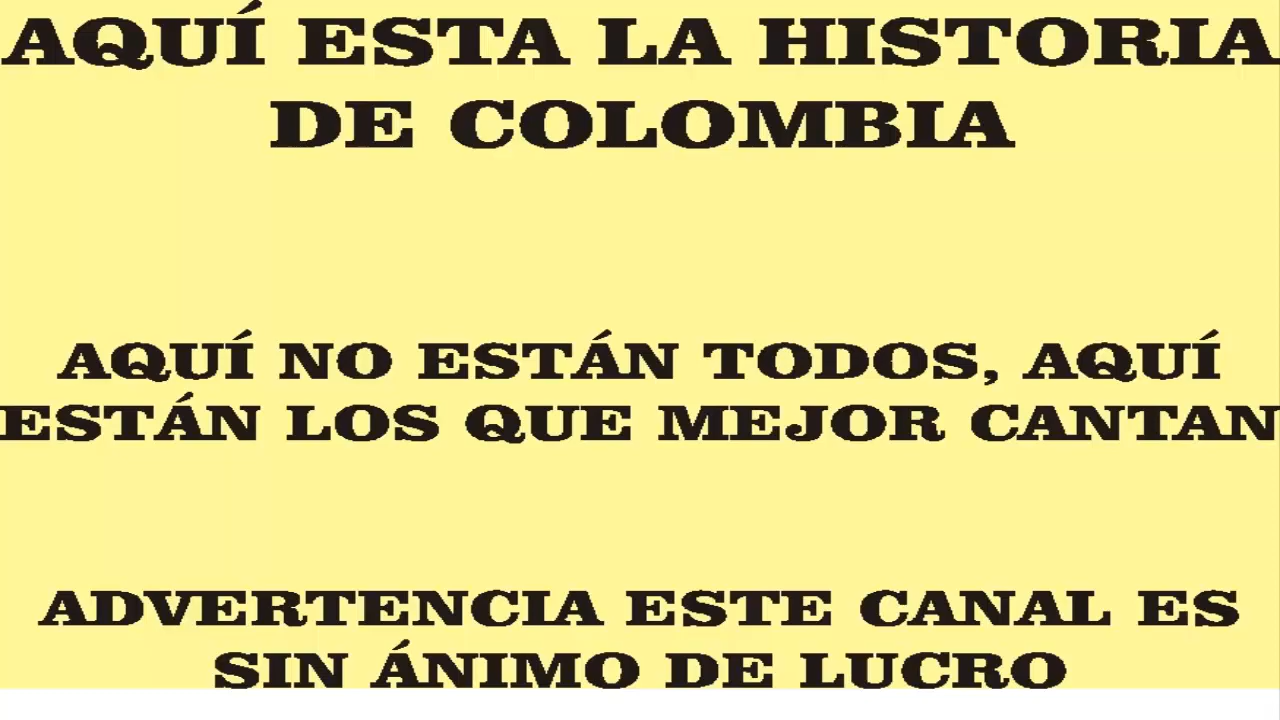 AQUÍ ESTA LA HISTORIA
DE COLOMBIA
AQUÍ NO ESTÁN TODOS, AQUÍ
ESTÁN LOS QUE MEJOR CANTAN
ADVERTENCIA ESTE CANAL ES
SIN ÁNIMO DE LUCRO